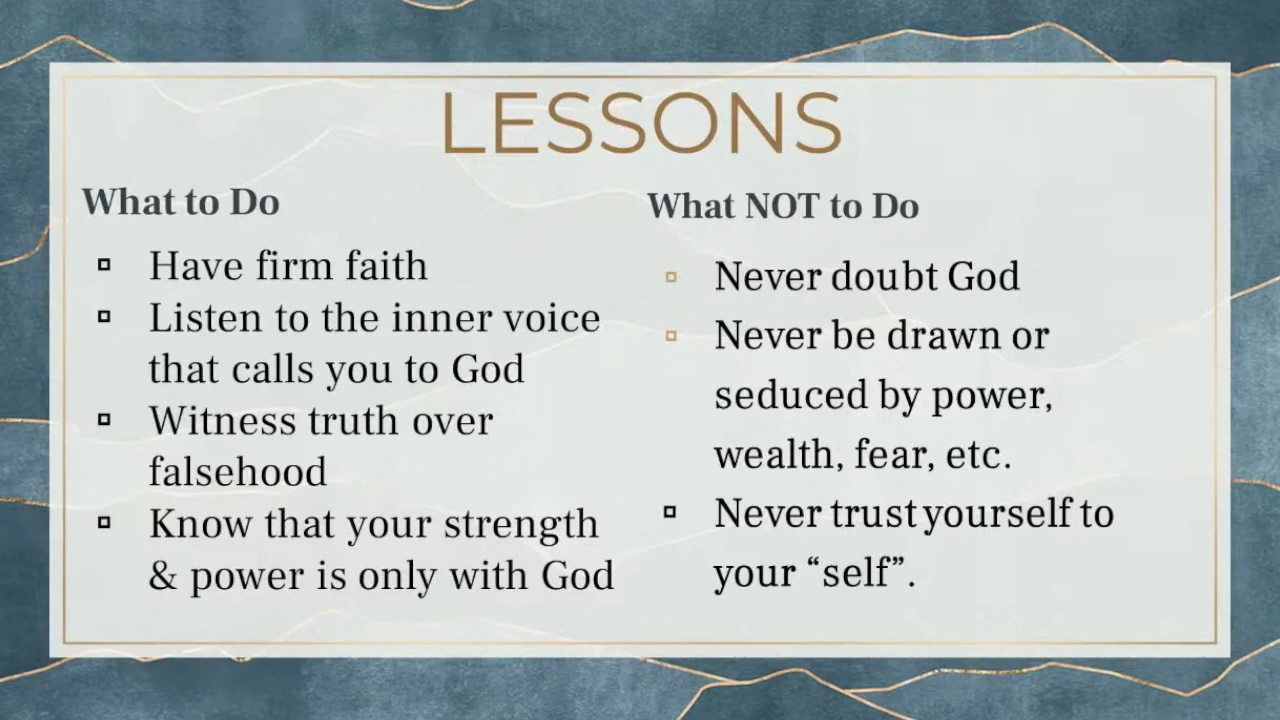 LESSONS
What to Do
▫ Have firm faith
▫ Listen to the inner voice
that calls you to God
▫ Witness truth over
falsehood
▫ Know that your strength
& power is only with God
What NOT to Do
▫ Never doubt God
▫ Never be drawn or
seduced by power,
wealth, fear, etc.
▫ Never trust yourself to
your “self”.